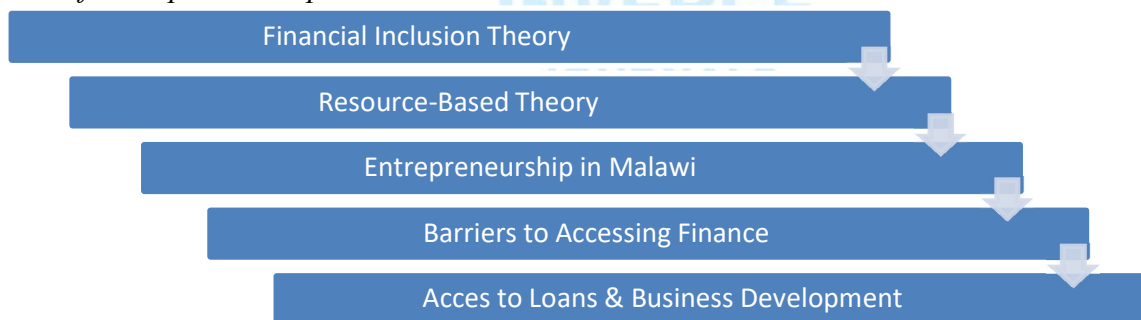 Financial Inclusion Theory
Resource-Based Theory
Entrepreneurship in Malawi
Barriers to Accessing Finance
Acces to Loans & Business Development